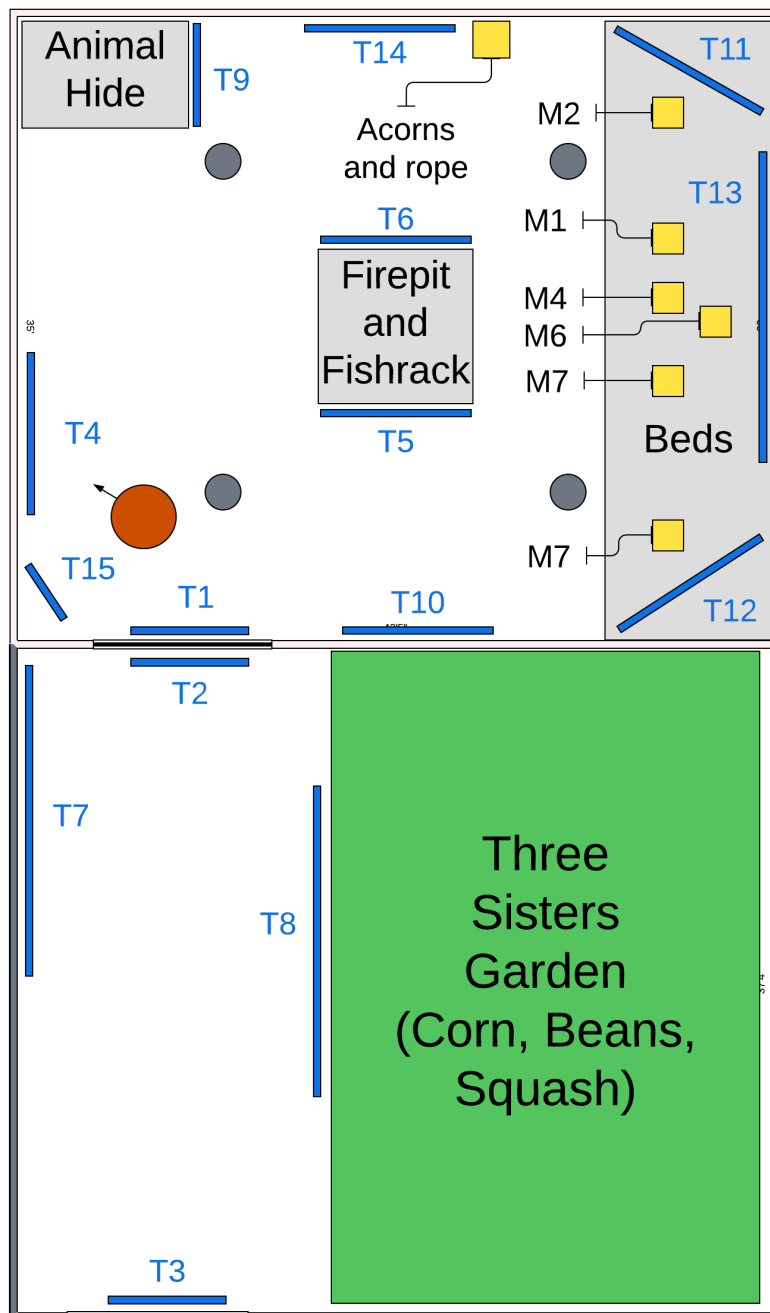 Animal
Hide
T9
T14
Acorns
and rope
T11
M2
T13
M1
T6
Firepit
and
Fishrack
M4
M6
M7
35'
T4
T5
Beds
T15
T1
T10
M7
T12
T2
T7
T8
Three
Sisters
Garden
(Corn, Beans,
Squash)
T3